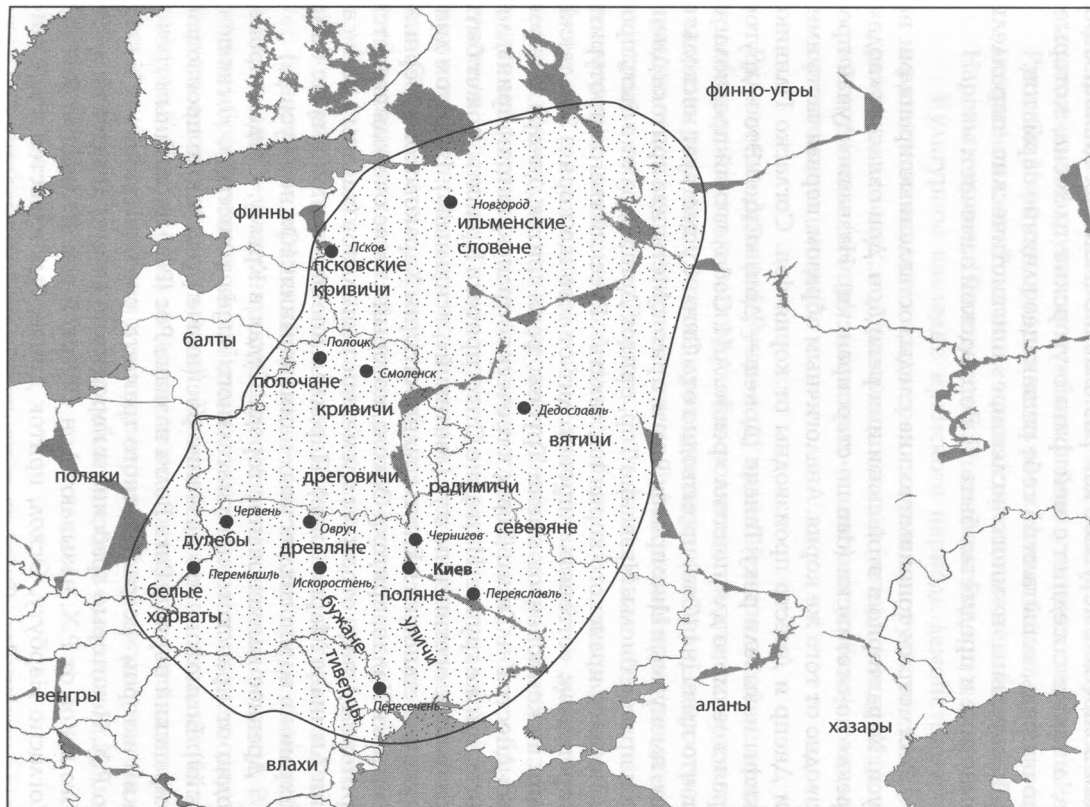 финно-угры
Новгород
финны
ильменские
словене
Псков
псковские
кривичи
балты
Полоцк
Смоленск
полочане
кривичи
Дедославль
вятичи
поляки
дреговичи
радимичи
Червень
Овруч
северяне
дулебы
древляне
Чернигов
Перемышль
Искоростень
Киев
белые
хорваты
поляне
Переяславль
бужане
уличи
тиверцы
венгры
Пересечень
аланы
хазары
влахи